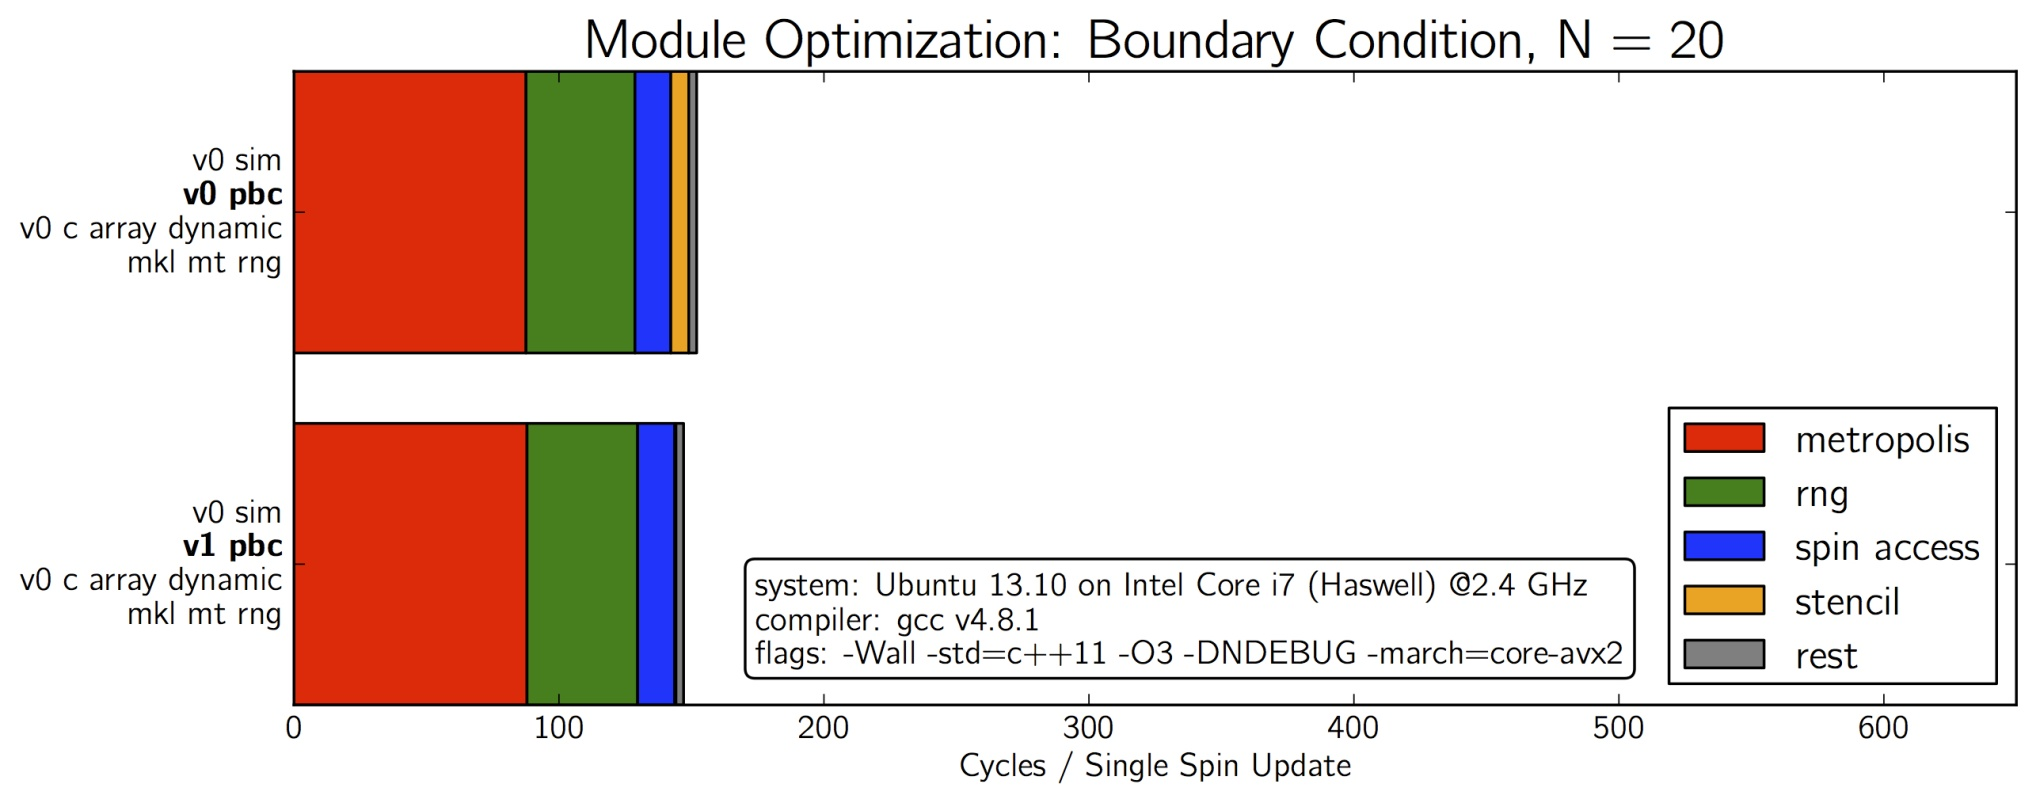 Module Optimization: Boundary Condition, N = 20
v0 sim
v0 pbc
v0 c array dynamic
mkl mt rng
v0 sim
v1 pbc
v0 c array dynamic
mkl mt rng
system: Ubuntu 13.10 on Intel Core i7 (Haswell) @2.4 GHz
compiler: gcc v4.8.1
flags: -Wall -std=c++11 -O3 -DNDEBUG -march=core-avx2
metropolis
rng
spin access
stencil
rest
0 100 200 300 400 500 600
Cycles / Single Spin Update